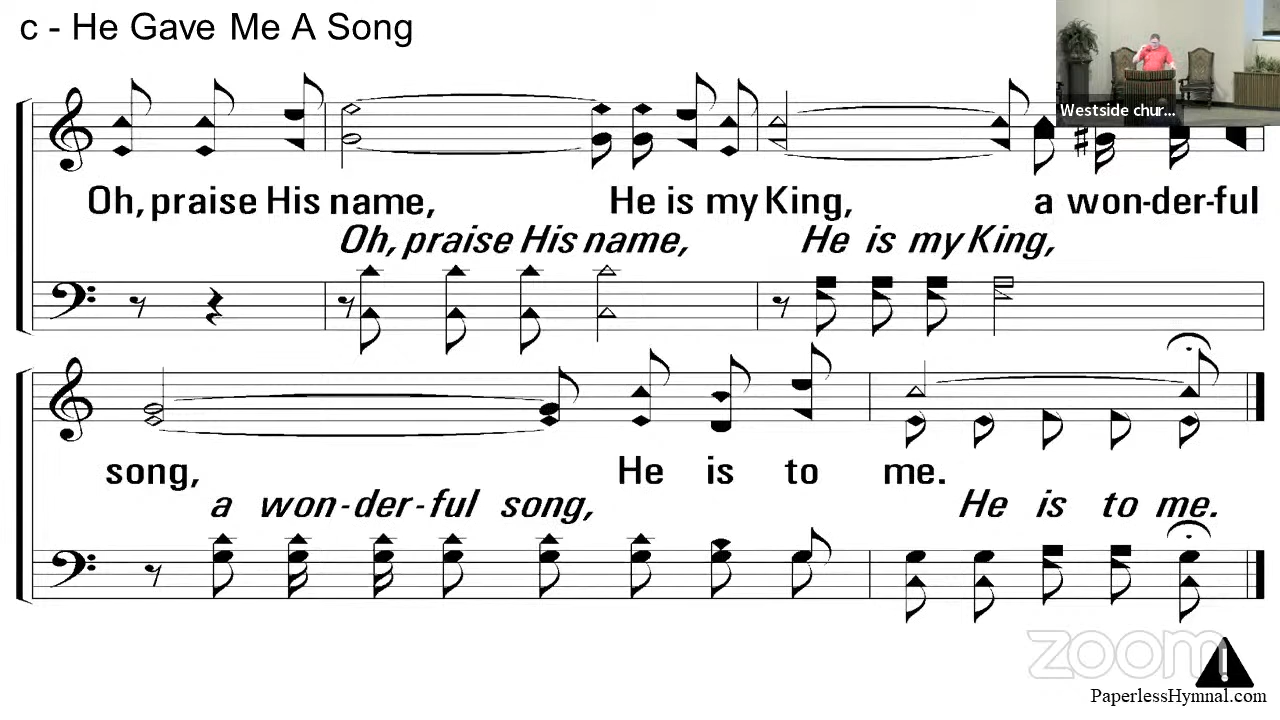 c - He Gave Me A Song
Westside chur...
Oh, praise His name, He is my King, a won-der-ful
Oh, praise His name, He is my King,
song, He is to me.
a won-der-ful song, He is to me.
zoom
PaperlessHymnal.com